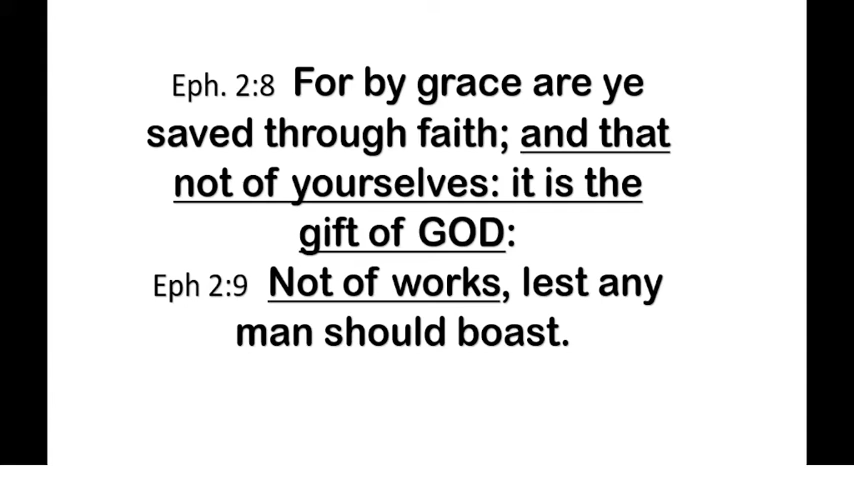 Eph. 2:8 For by grace are ye
saved through faith; and that
not of yourselves: it is the
gift of GOD:
Eph 2:9 Not of works, lest any
man should boast.